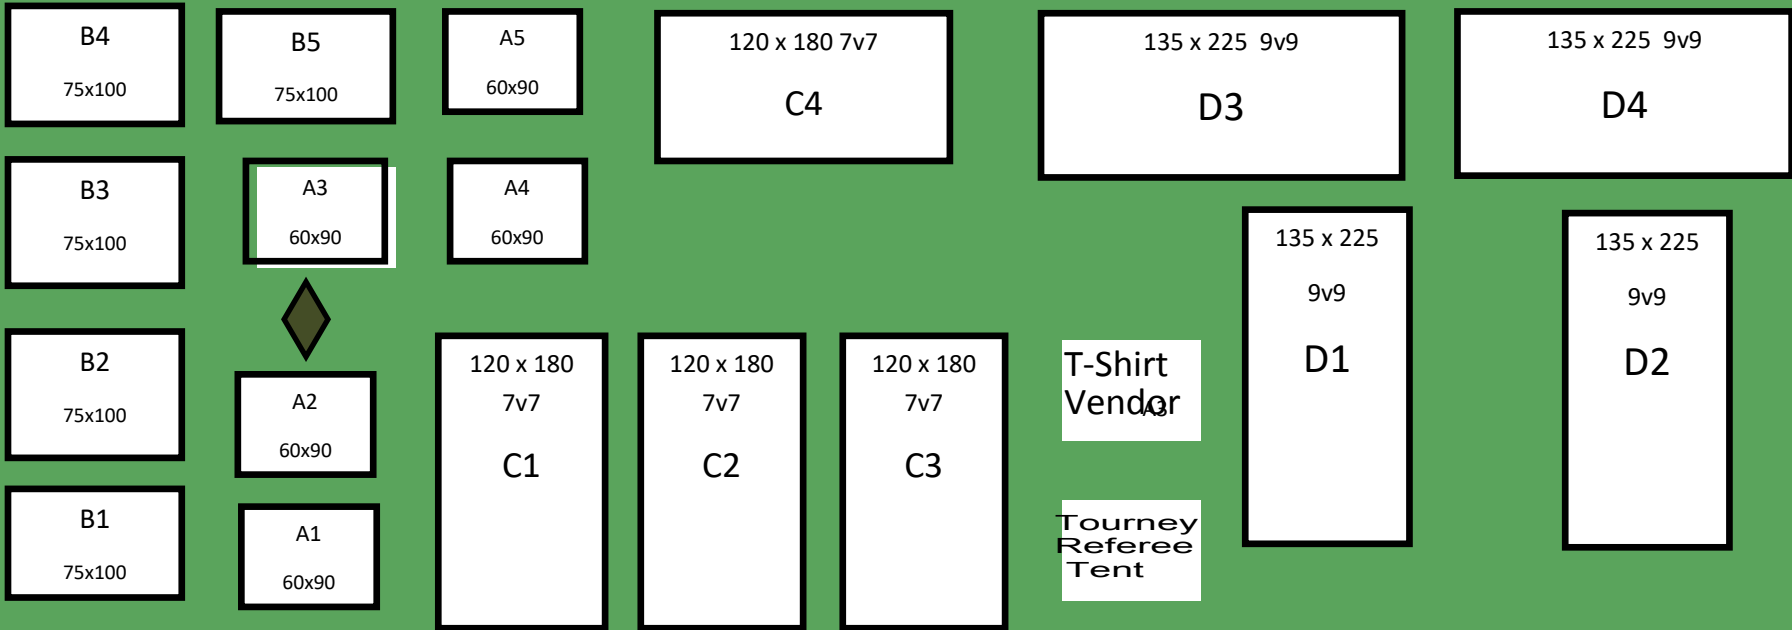 B4
75x100
B5
75x100
A5
60x90
120 x 180 7v7
C4
135 x 225  9v9
D3
135 x 225  9v9
D4
B3
75x100
A3
60x90
A4
60x90
135 x 225
9v9
D1
135 x 225
9v9
D2
B2
75x100
A2
60x90
120 x 180
7v7
C1
120 x 180
7v7
C2
120 x 180
7v7
C3
T-Shirt
Vendor
A3
B1
75x100
A1
60x90
Tourney
Referee
Tent